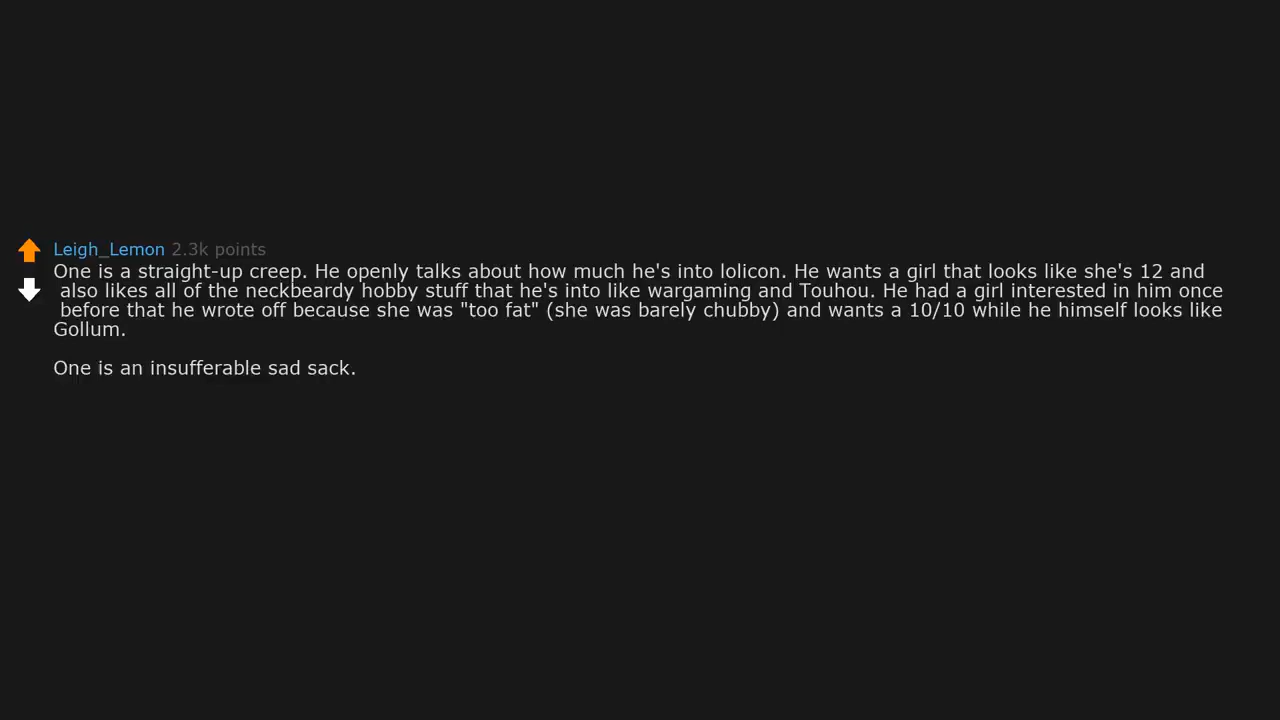 Leigh_Lemon 2.3k points
One is a straight-up creep. He openly talks about how much he's into lolicon. He wants a girl that looks like she's 12 and
also likes all of the neckbeardy hobby stuff that he's into like wargaming and Touhou. He had a girl interested in him once
before that he wrote off because she was "too fat" (she was barely chubby) and wants a 10/10 while he himself looks like
Gollum.
One is an insufferable sad sack.